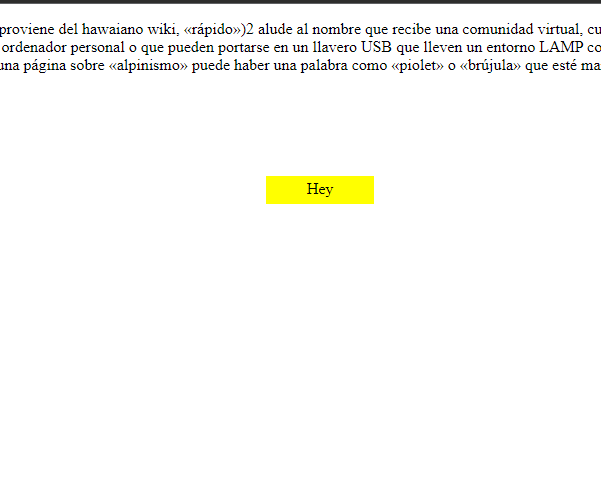 proviene del hawaiano wiki, «rápido»)2 alude al nombre que recibe una comunidad virtual, cu
ordenador personal o que pueden portarse en un llavero USB que lleven un entorno LAMP co
una página sobre «alpinismo» puede haber una palabra como «piolet» o «brújula» que esté ma
Hey